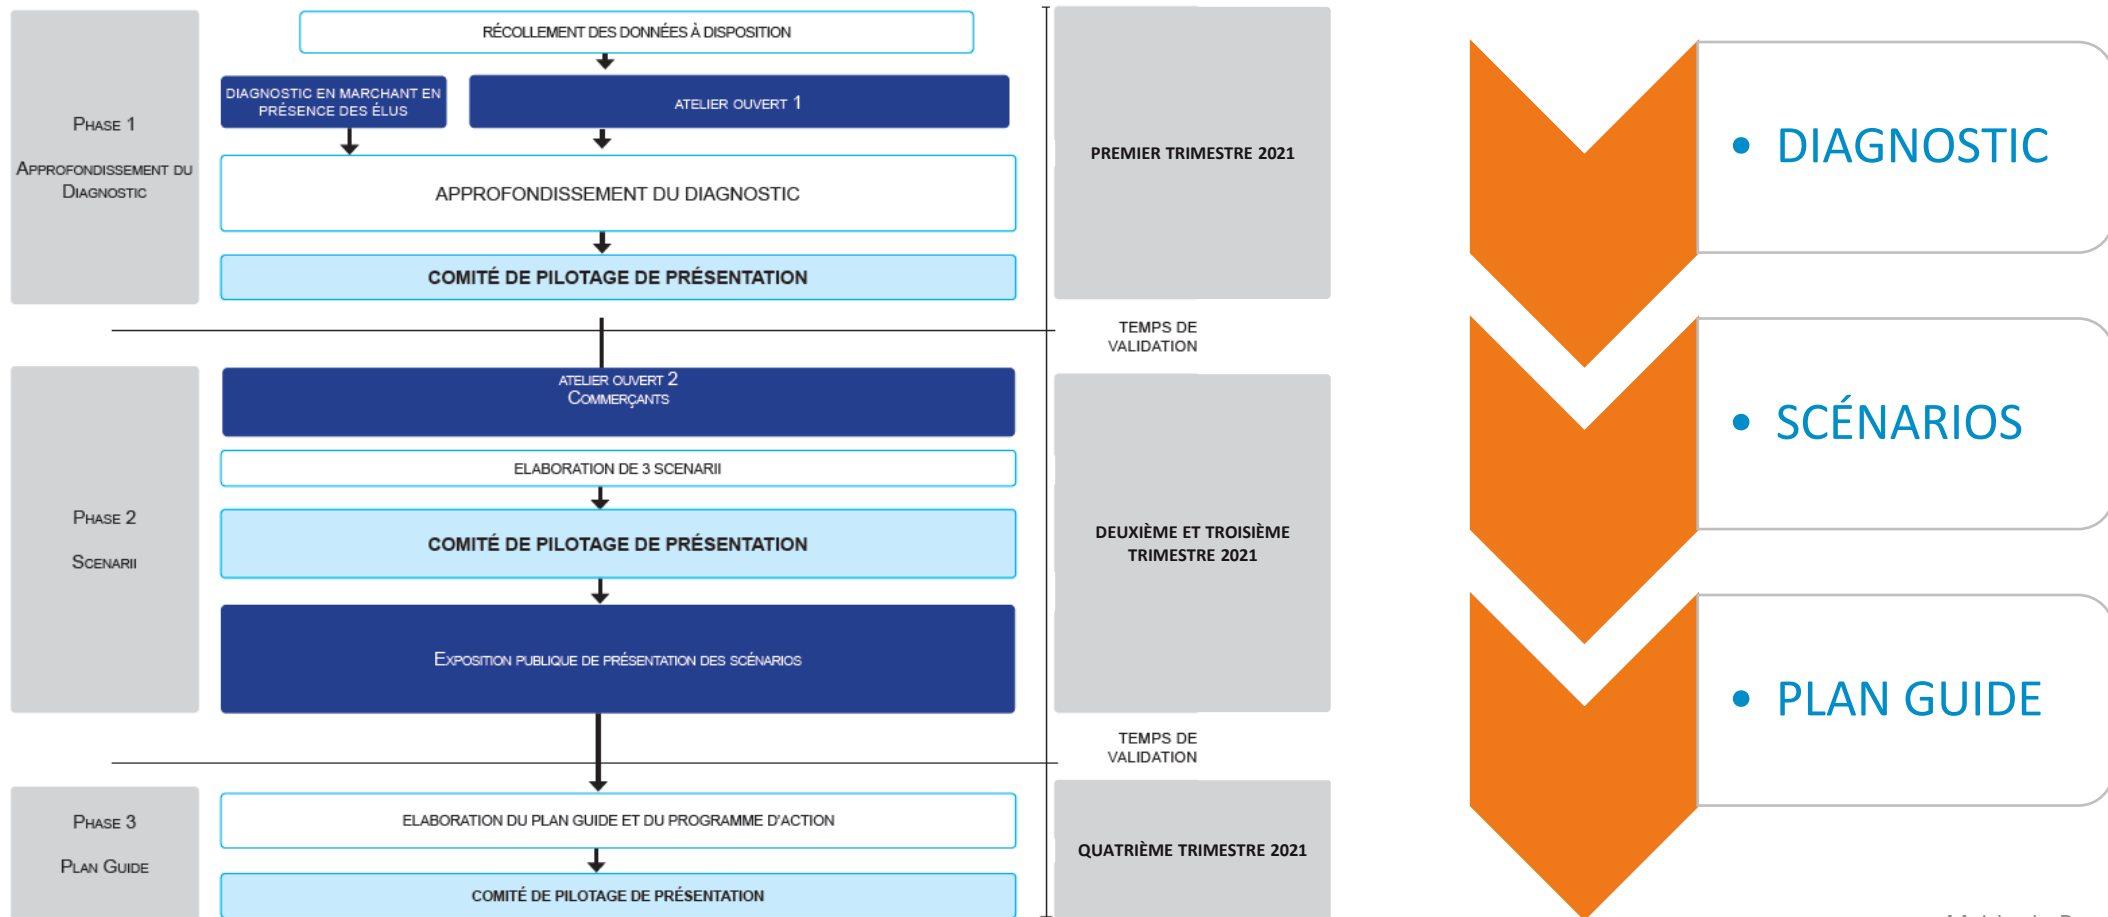 RÉCOLLEMENT DES DONNÉES À DISPOSITION
DIAGNOSTIC EN MARCHANT EN
PRÉSENCE DES ÉLUS
ATELIER OUVERT 1
PHASE 1
APPROFONDISSEMENT DU
DIAGNOSTIC
APPROFONDISSEMENT DU DIAGNOSTIC
COMITÉ DE PILOTAGE DE PRÉSENTATION
PREMIER TRIMESTRE 2021
TEMPS DE
VALIDATION
ATELIER OUVERT 2
COMMERÇANTS
ELABORATION DE 3 SCENARII
PHASE 2
SCENARII
COMITÉ DE PILOTAGE DE PRÉSENTATION
EXPOSITION PUBLIQUE DE PRÉSENTATION DES SCÉNARIOS
DEUXIÈME ET TROISIÈME
TRIMESTRE 2021
TEMPS DE
VALIDATION
PHASE 3
PLAN GUIDE
ELABORATION DU PLAN GUIDE ET DU PROGRAMME D'ACTION
COMITÉ DE PILOTAGE DE PRÉSENTATION
QUATRIÈME TRIMESTRE 2021
• DIAGNOSTIC
• SCÉNARIOS
• PLAN GUIDE